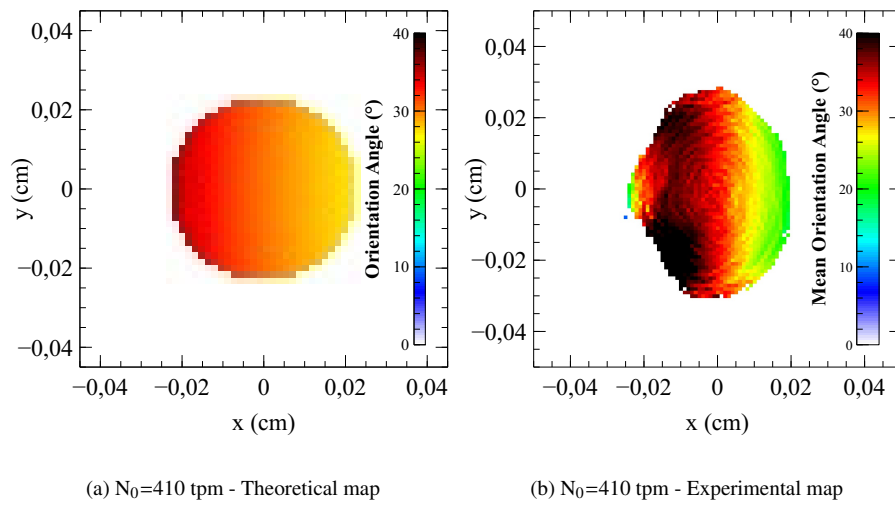 0,04
0,02
0
−0,02
−0,04
y (cm)
−0,04 −0,02 0 0,02 0,04
x (cm)
40
30
20
10
0
Orientation Angle (°)
0,04
0,02
0
−0,02
−0,04
y (cm)
−0,04 −0,02 0 0,02 0,04
x (cm)
40
30
20
10
0
Mean Orientation Angle (°)
(a) N₀=410 tpm - Theoretical map
(b) N₀=410 tpm - Experimental map